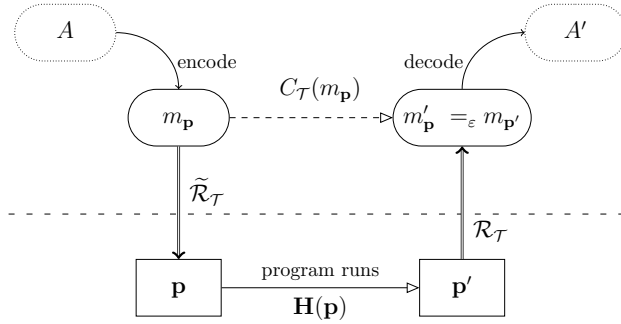 A A′
encode decode
C_𝒯(m_𝐩)
m_𝐩 m′_𝐩 =_ε m_𝐩′
ℛ̃_𝒯
ℛ_𝒯
program runs
𝐩 𝐩′
𝐇(𝐩)